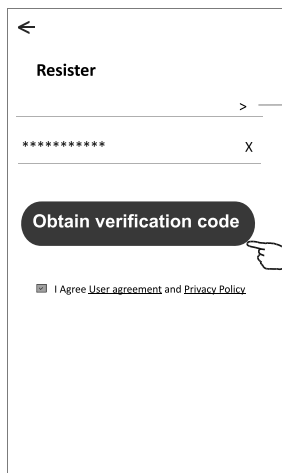 Resister
>
***********
X
Obtain verification code
I Agree User agreement and Privacy Policy